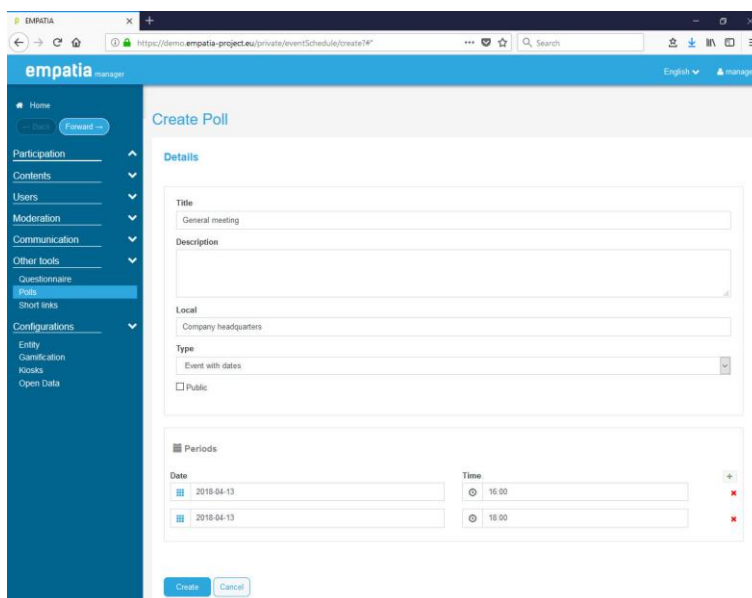 EMPATIA
https://demo.empatia-project.eu/private/eventSchedule/create?#"
Search
empatia manager
English
manage
Home
← Back
Forward →
Participation
Contents
Users
Moderation
Communication
Other tools
Questionnaire
Polls
Short links
Configurations
Entity
Gamification
Kiosks
Open Data
Create Poll
Details
Title
General meeting
Description
Local
Company headquarters
Type
Event with dates
Public
Periods
Date Time
2018-04-13 16:00
2018-04-13 18:00
Create Cancel